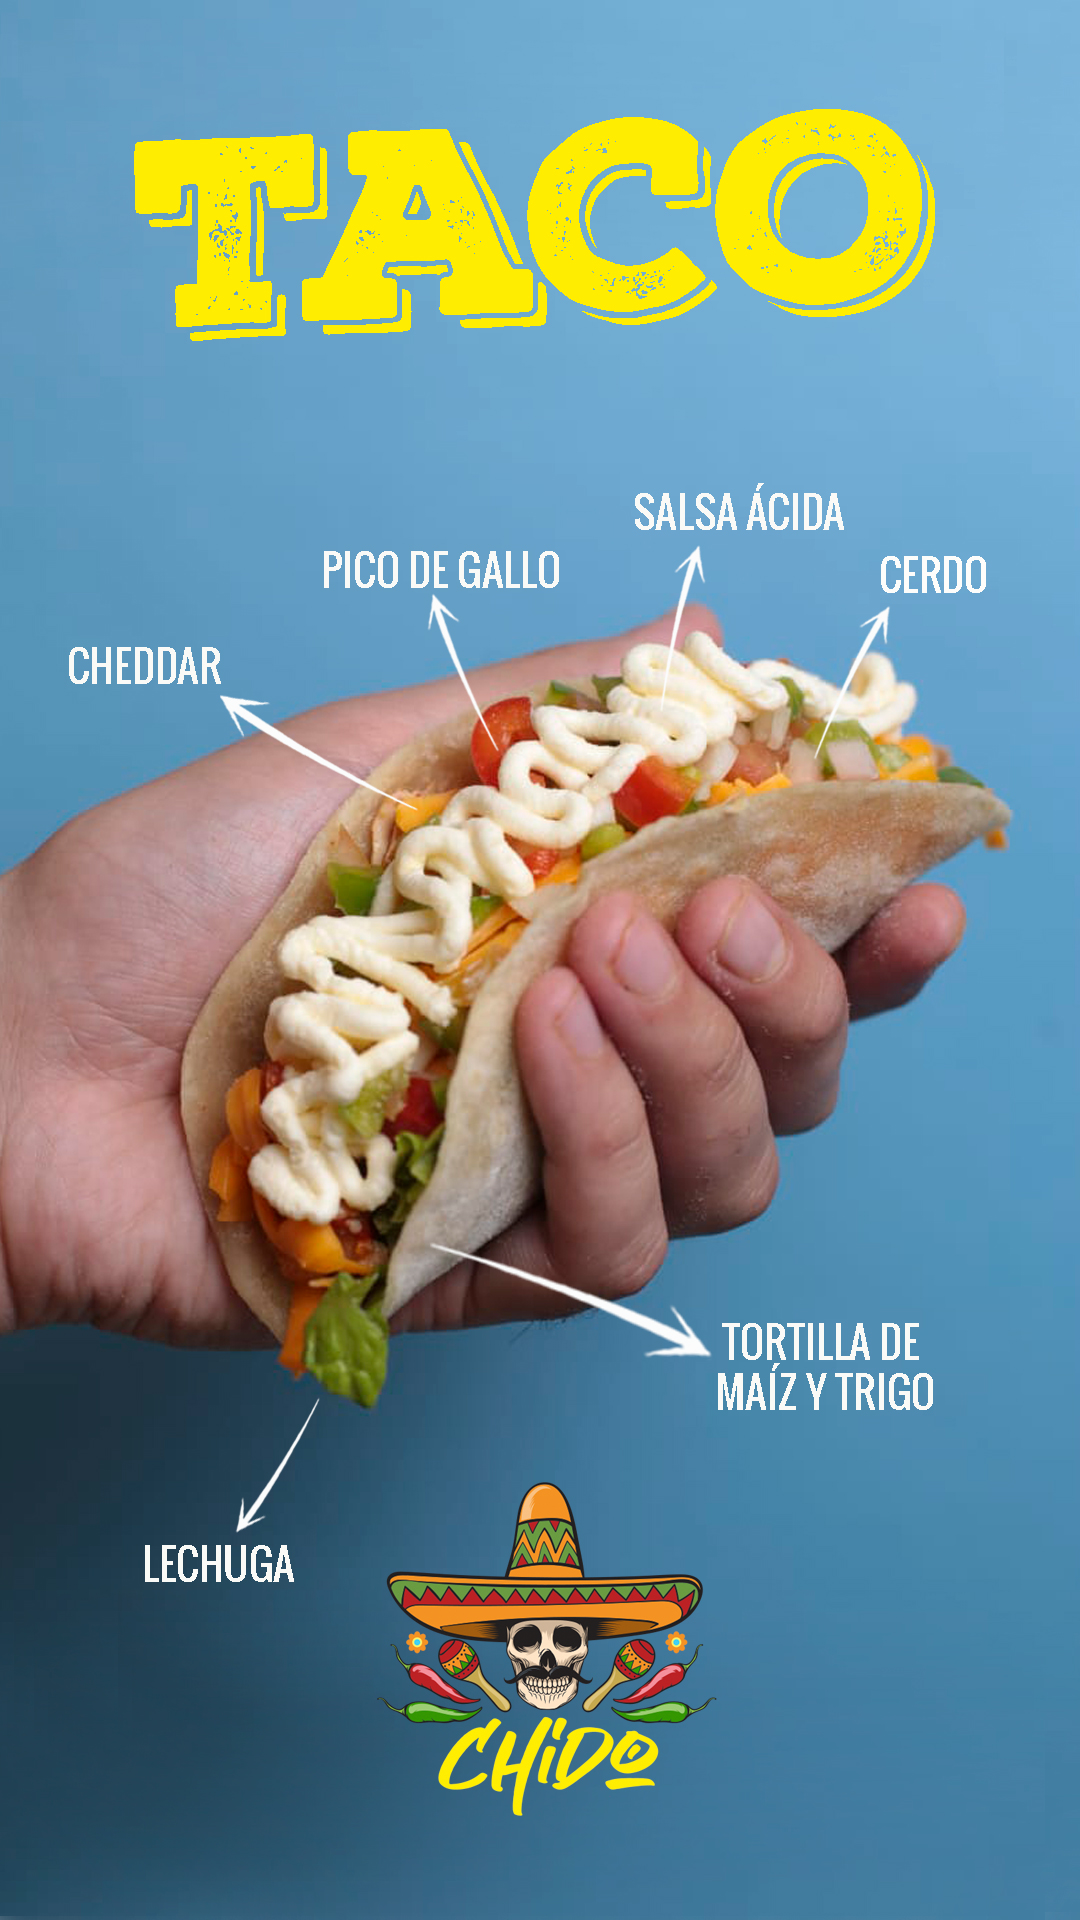 TACO
SALSA ÁCIDA
PICO DE GALLO
CERDO
CHEDDAR
TORTILLA DE
MAÍZ Y TRIGO
LECHUGA
CHiDO